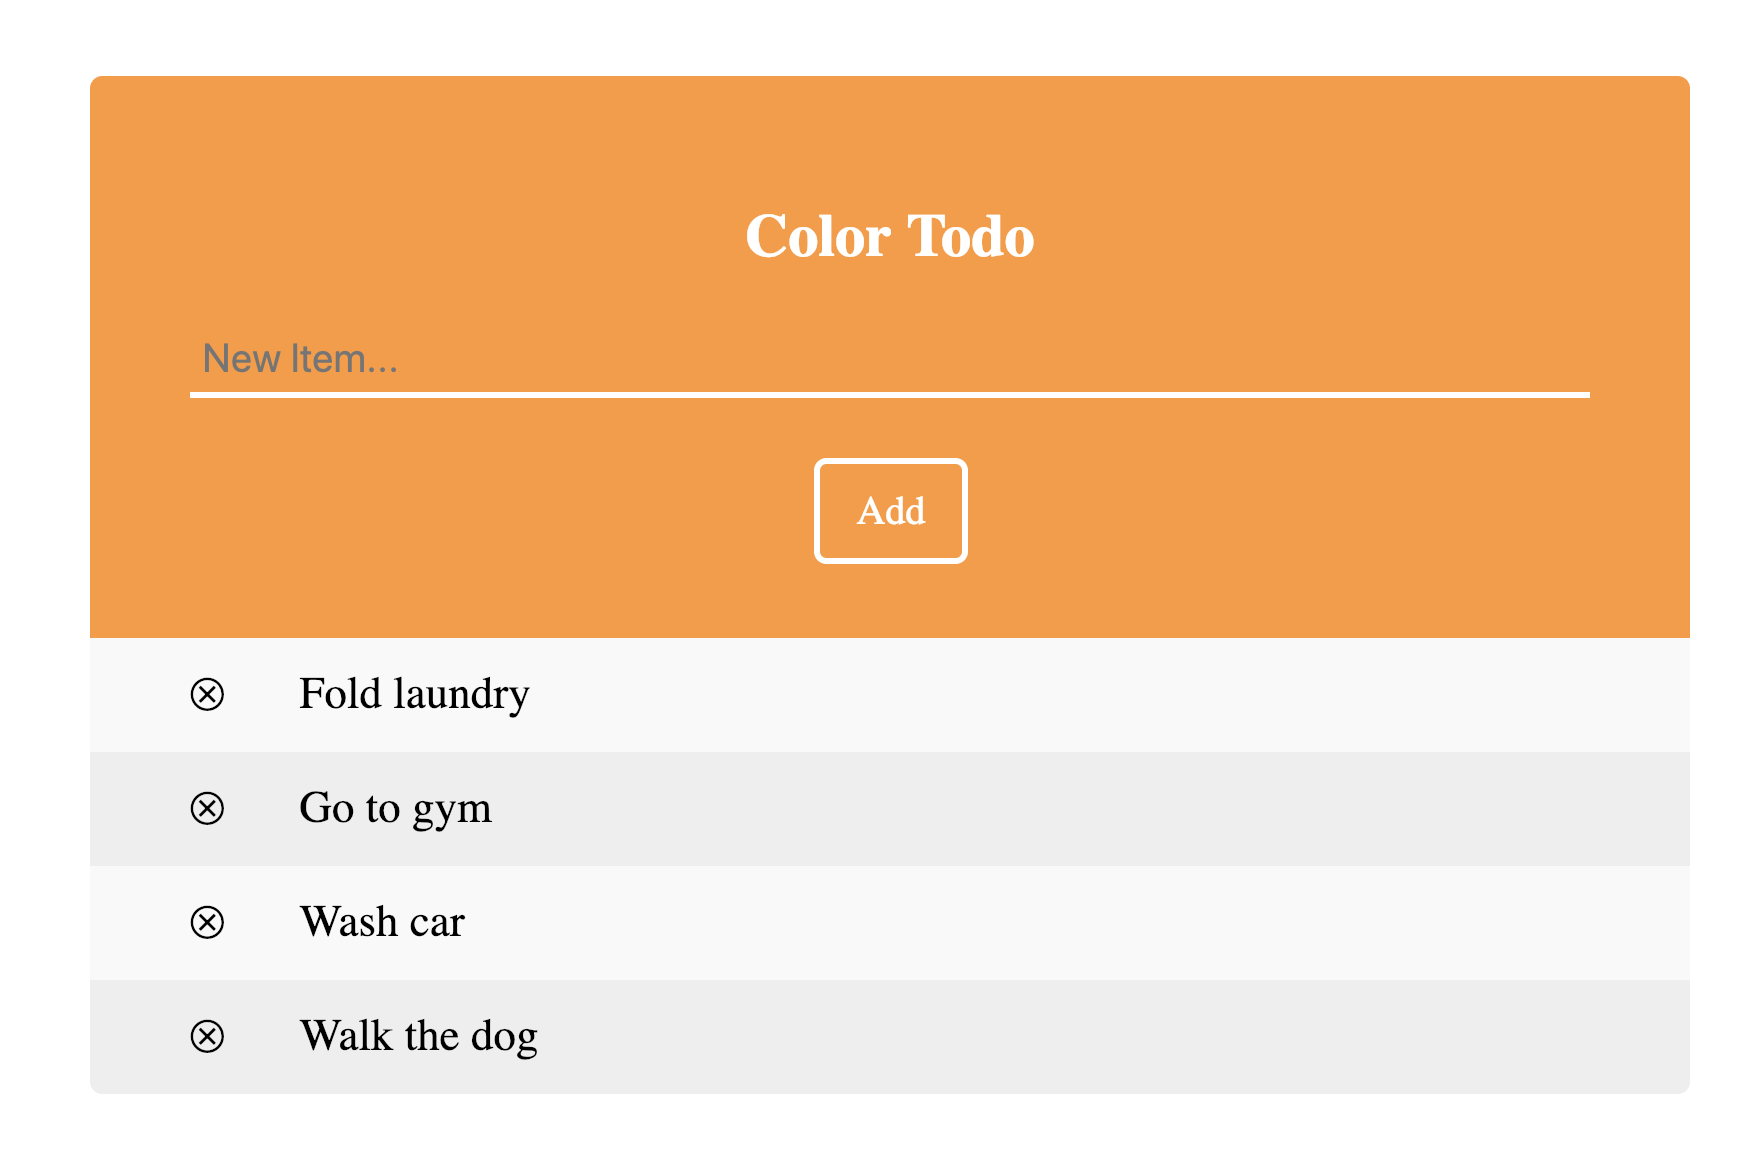 Color Todo
New Item...
Add
Fold laundry
Go to gym
Wash car
Walk the dog